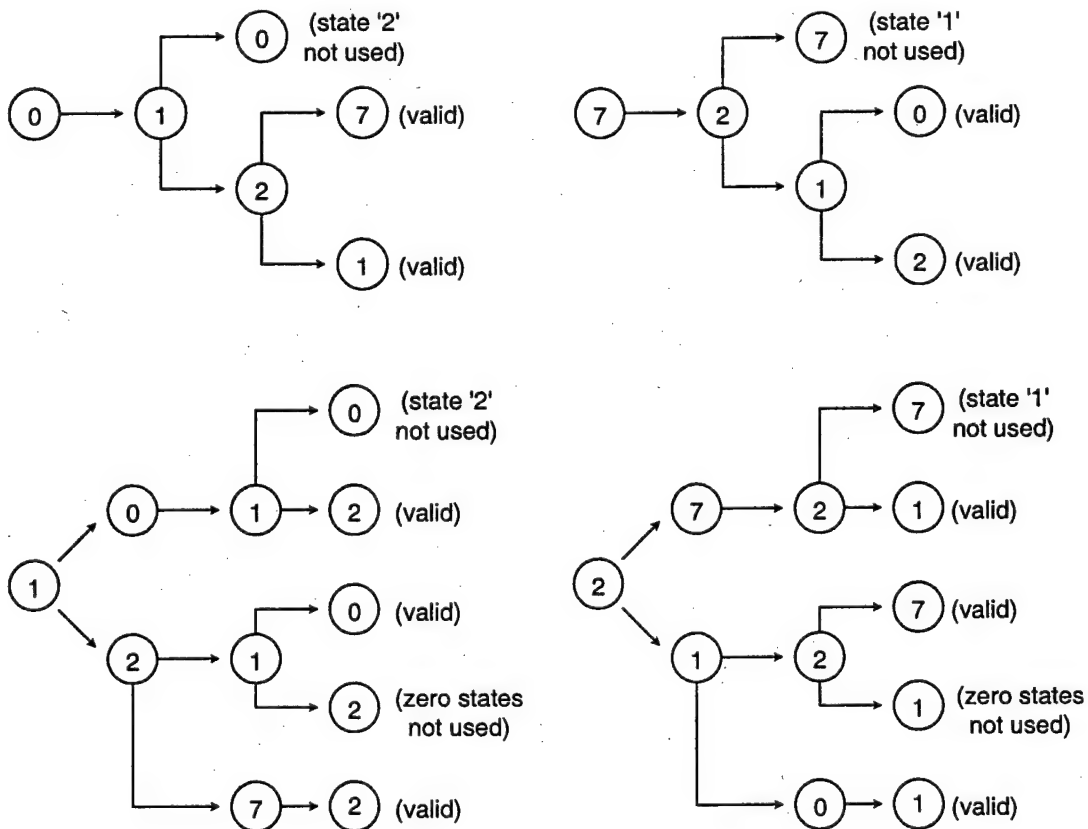 0 (state '2'
not used)
0 1 7 (valid)
2
1 (valid)
7 (state '1'
not used)
7 2 0 (valid)
1
2 (valid)
0 (state '2'
not used)
0 1 2 (valid)
1
0 (valid)
2 1
2 (zero states
not used)
7 2 (valid)
7 (state '1'
not used)
7 2 1 (valid)
2
7 (valid)
1 2
1 (zero states
not used)
0 1 (valid)